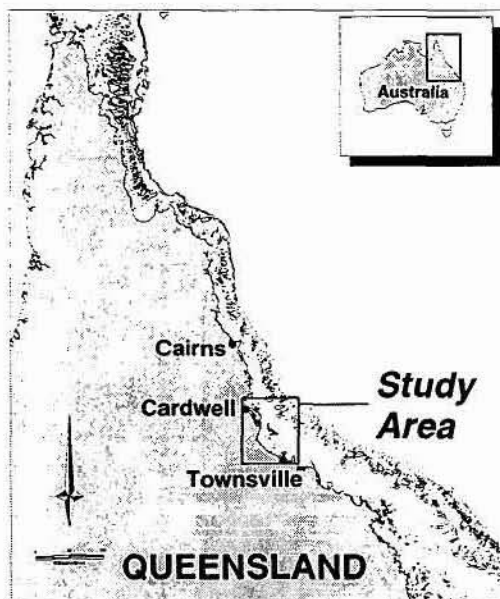 Australia
Cairns
Cardwell
Study
Area
Townsville
QUEENSLAND